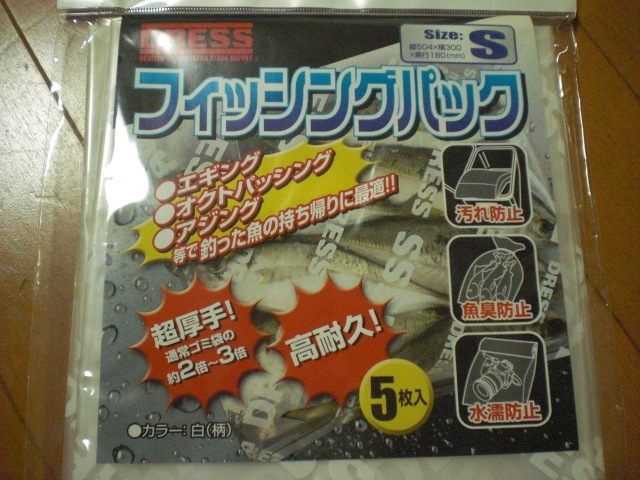 DRESS
Size: S
縦504×横300
×奥行180(mm)
フィッシングパック
●エギング
●オクトパッシング
●アジング
等で釣った魚の持ち帰りに最適!!
汚れ防止
魚臭防止
水濡防止
超厚手!
通常ゴミ袋の
約2倍～3倍
高耐久!
5枚入
●カラー:白(柄)